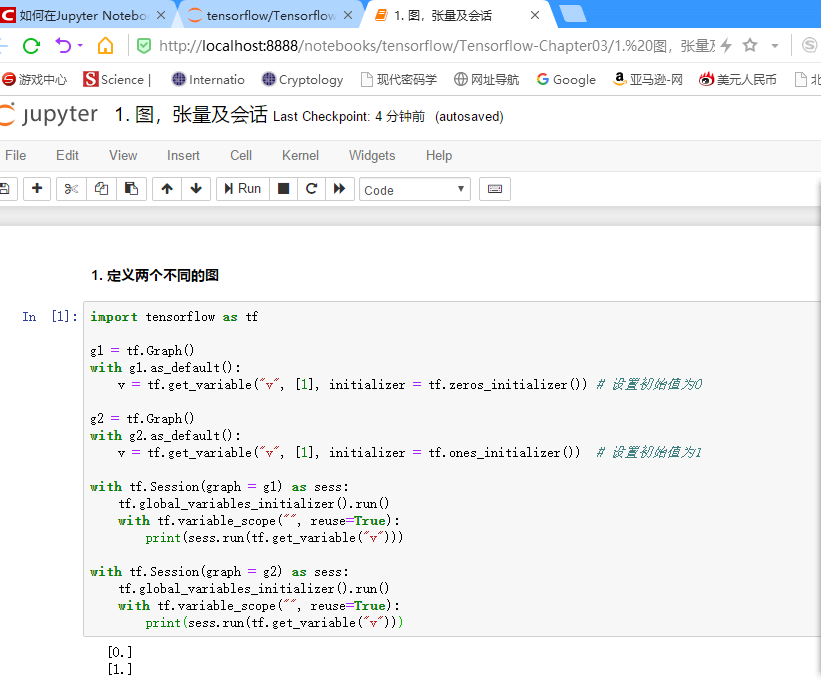 如何在Jupyter Notebo
tensorflow/Tensorflow
1. 图，张量及会话
http://localhost:8888/notebooks/tensorflow/Tensorflow-Chapter03/1.%20图，张量及
游戏中心 Science | Internatio Cryptology 现代密码学 网址导航 Google 亚马逊-网 美元人民币 北
jupyter 1. 图，张量及会话 Last Checkpoint: 4 分钟前 (autosaved)
File Edit View Insert Cell Kernel Widgets Help
Run Code
1. 定义两个不同的图
In [1]:
import tensorflow as tf
g1 = tf.Graph()
with g1.as_default():
    v = tf.get_variable("v", [1], initializer = tf.zeros_initializer()) # 设置初始值为0
g2 = tf.Graph()
with g2.as_default():
    v = tf.get_variable("v", [1], initializer = tf.ones_initializer())  # 设置初始值为1
with tf.Session(graph = g1) as sess:
    tf.global_variables_initializer().run()
    with tf.variable_scope("", reuse=True):
        print(sess.run(tf.get_variable("v")))
with tf.Session(graph = g2) as sess:
    tf.global_variables_initializer().run()
    with tf.variable_scope("", reuse=True):
        print(sess.run(tf.get_variable("v")))
[0.]
[1.]